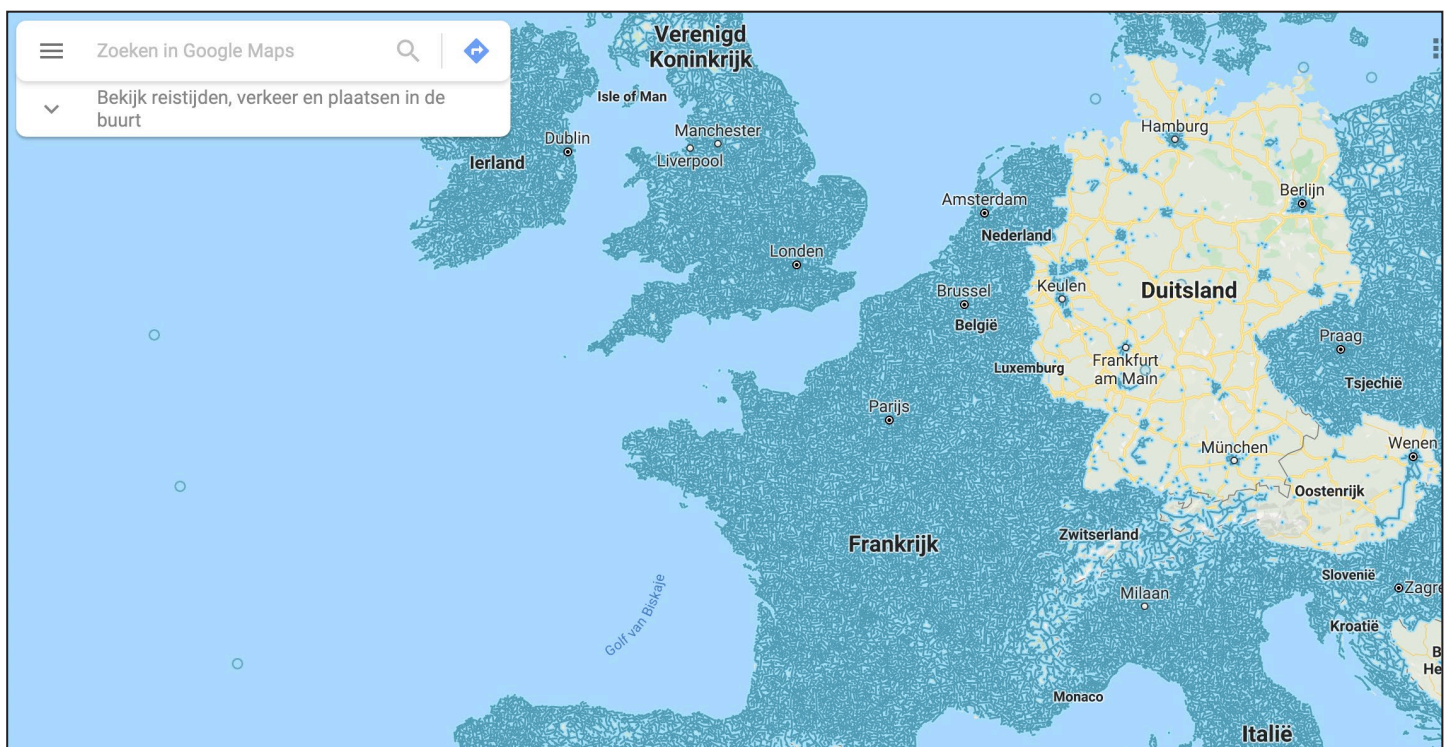 Zoeken in Google Maps
Bekijk reistijden, verkeer en plaatsen in de
buurt
Verenigd
Koninkrijk
Isle of Man
Dublin
Manchester
Liverpool
Ierland
Hamburg
Berlijn
Amsterdam
Nederland
Londen
Brussel
België
Keulen
Duitsland
Luxemburg
Frankfurt
am Main
Praag
Tsjechië
Parijs
München
Wenen
Oostenrijk
Zwitserland
Frankrijk
Slovenië
Milaan
Zagre
Kroatië
Golf van Biskaje
B
He
Monaco
Italië